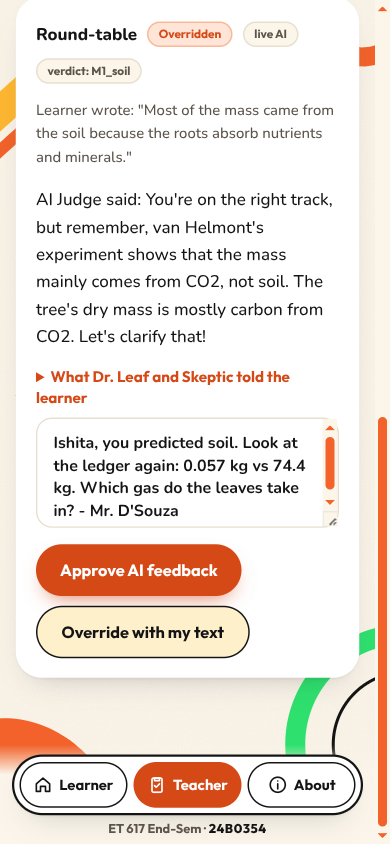 Round-table Overridden live AI
verdict: M1_soil
Learner wrote: "Most of the mass came from
the soil because the roots absorb nutrients
and minerals."
AI Judge said: You're on the right track,
but remember, van Helmont's
experiment shows that the mass
mainly comes from CO2, not soil. The
tree's dry mass is mostly carbon from
CO2. Let's clarify that!
▶ What Dr. Leaf and Skeptic told the
learner
Ishita, you predicted soil. Look at
the ledger again: 0.057 kg vs 74.4
kg. Which gas do the leaves take
in? - Mr. D'Souza
Approve AI feedback
Override with my text
Learner Teacher About
ET 617 End-Sem · 24B0354